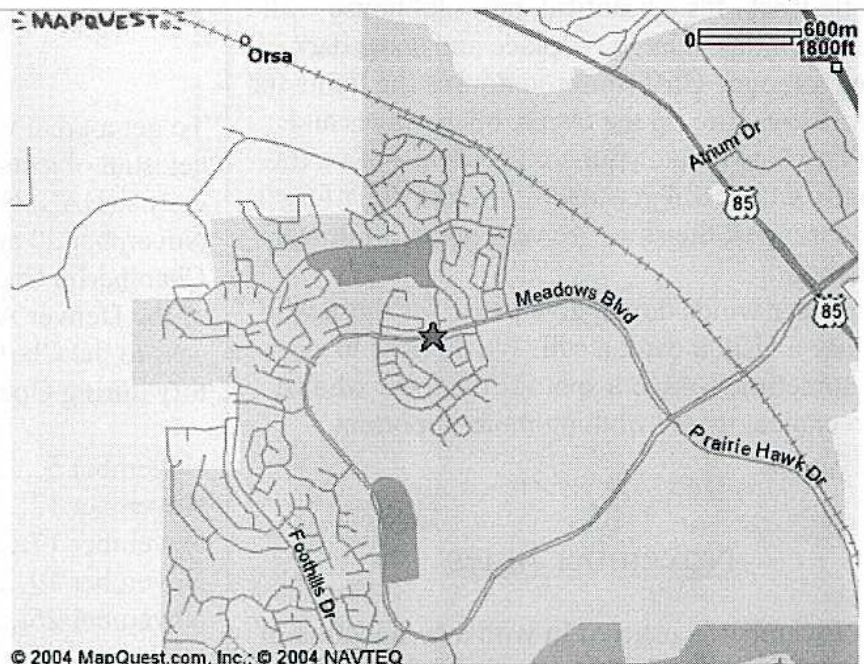 MAPQUEST
Orsa
0 600m
1800ft
Atrium Dr
85
85
Meadows Blvd
Prairie Hawk Dr
Foothills Dr
© 2004 MapQuest.com, Inc.; © 2004 NAVTEQ